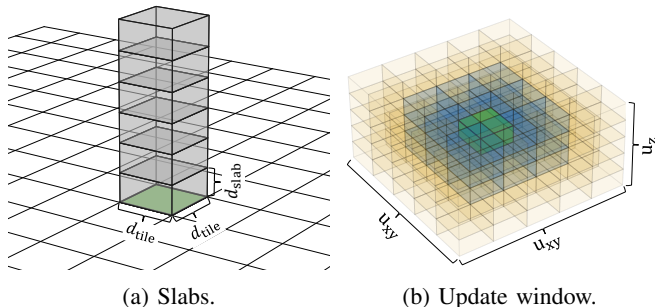 d_slab
d_tile
d_tile
(a) Slabs.
u_z
u_xy
u_xy
(b) Update window.